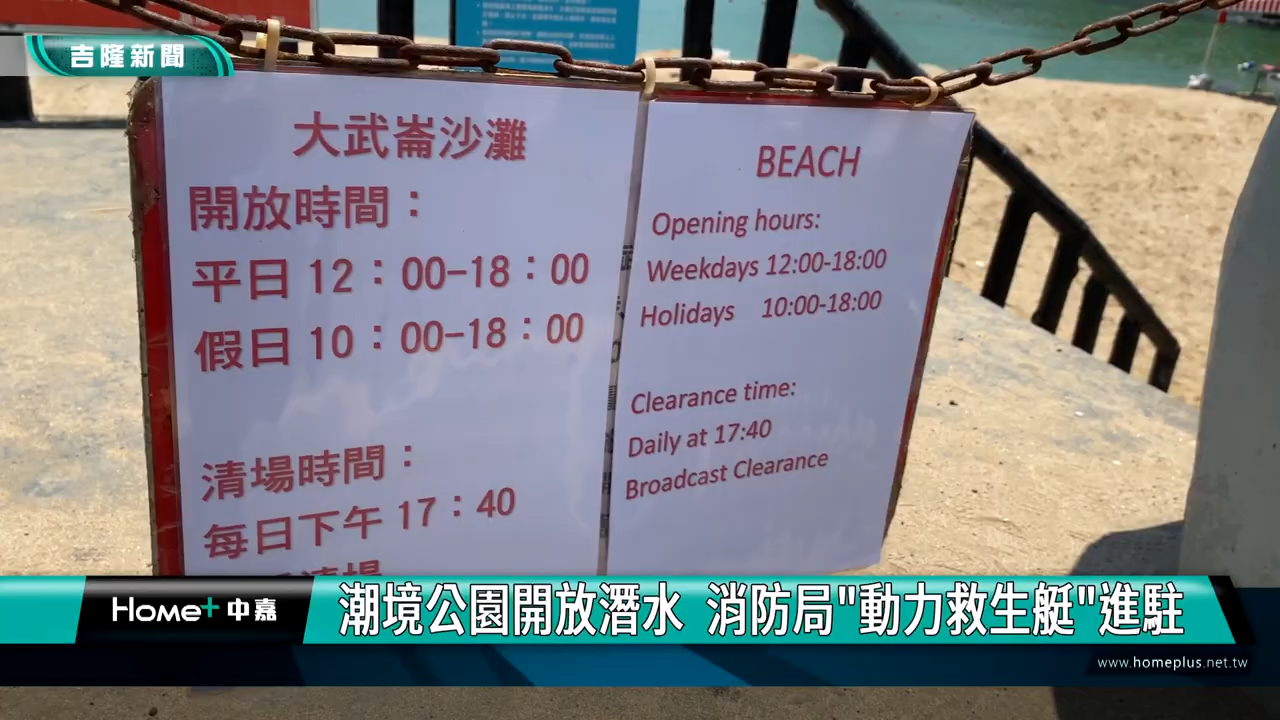 吉隆新聞
大武崙沙灘
開放時間：
平日 12：00-18：00
假日 10：00-18：00
清場時間：
每日下午 17：40
清場
BEACH
Opening hours:
Weekdays 12:00-18:00
Holidays 10:00-18:00
Clearance time:
Daily at 17:40
Broadcast Clearance
Home+ 中嘉
潮境公園開放潛水 消防局"動力救生艇"進駐
www.homeplus.net.tw